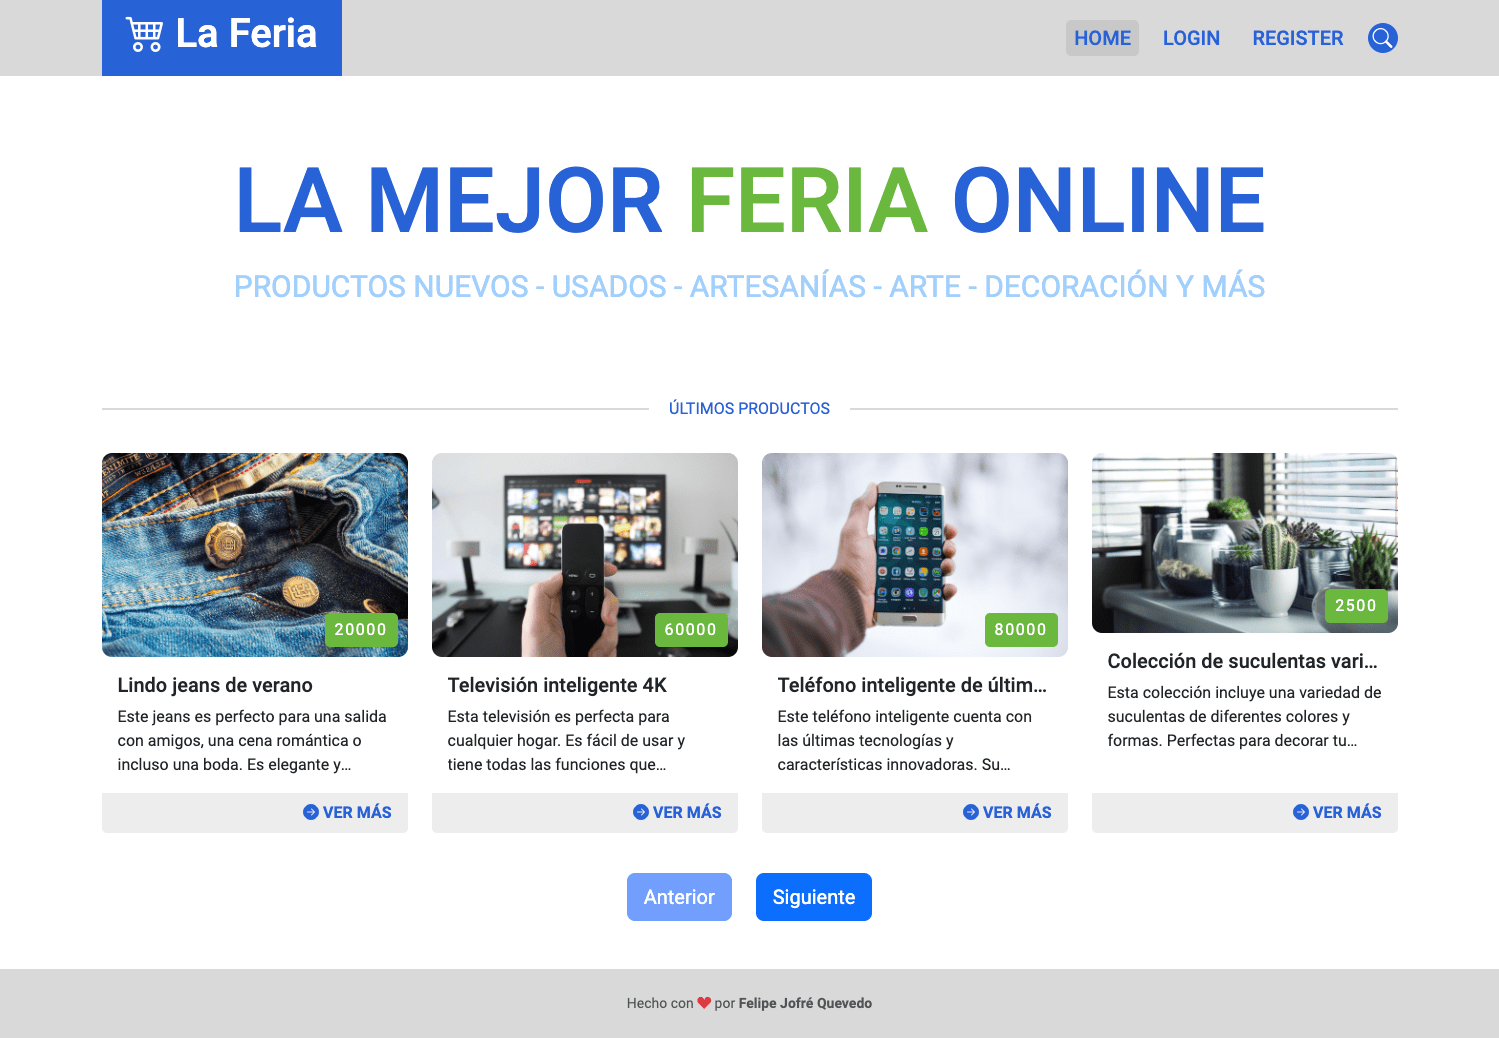 La Feria
HOME LOGIN REGISTER
LA MEJOR FERIA ONLINE
PRODUCTOS NUEVOS - USADOS - ARTESANÍAS - ARTE - DECORACIÓN Y MÁS
ÚLTIMOS PRODUCTOS
20000
Lindo jeans de verano
Este jeans es perfecto para una salida
con amigos, una cena romántica o
incluso una boda. Es elegante y...
VER MÁS
60000
Televisión inteligente 4K
Esta televisión es perfecta para
cualquier hogar. Es fácil de usar y
tiene todas las funciones que...
VER MÁS
80000
Teléfono inteligente de últim...
Este teléfono inteligente cuenta con
las últimas tecnologías y
características innovadoras. Su...
VER MÁS
2500
Colección de suculentas vari...
Esta colección incluye una variedad de
suculentas de diferentes colores y
formas. Perfectas para decorar tu...
VER MÁS
Anterior Siguiente
Hecho con ❤ por Felipe Jofré Quevedo